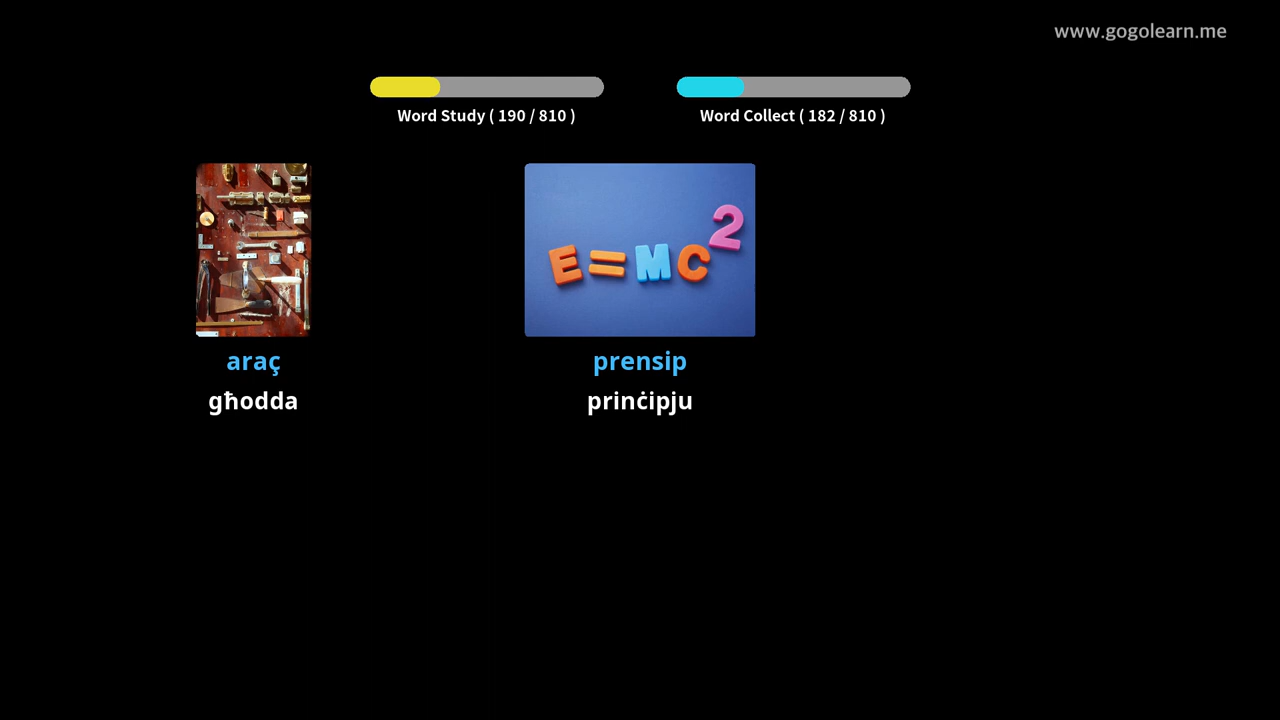 www.gogolearn.me
Word Study ( 190 / 810 )
Word Collect ( 182 / 810 )
E=MC2
araç
prensip
għodda
prinċipju